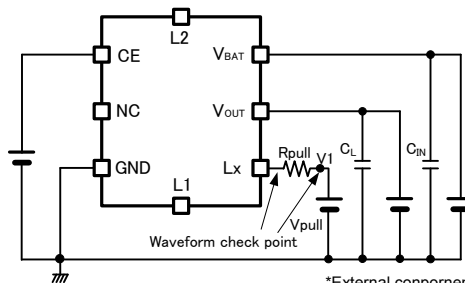 L2
CE
VBAT
NC
VOUT
GND
Lx
Rpull
V1
CL
CIN
L1
Vpull
Waveform check point